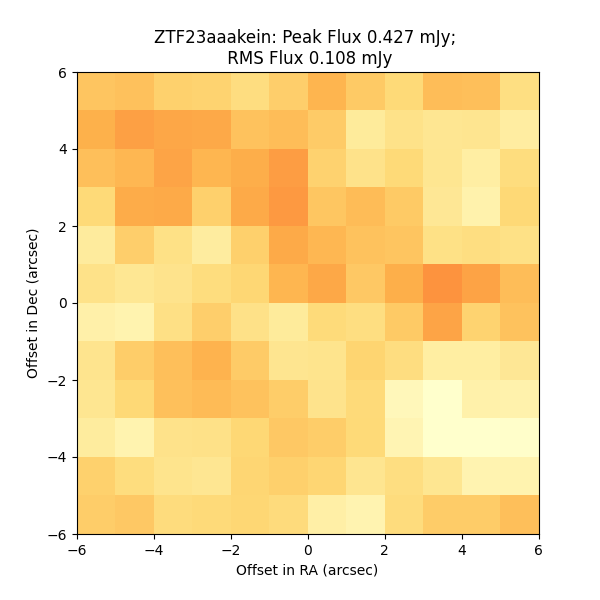 ZTF23aaakein: Peak Flux 0.427 mJy;
RMS Flux 0.108 mJy
6
4
2
0
−2
−4
−6
Offset in Dec (arcsec)
−6 −4 −2 0 2 4 6
Offset in RA (arcsec)